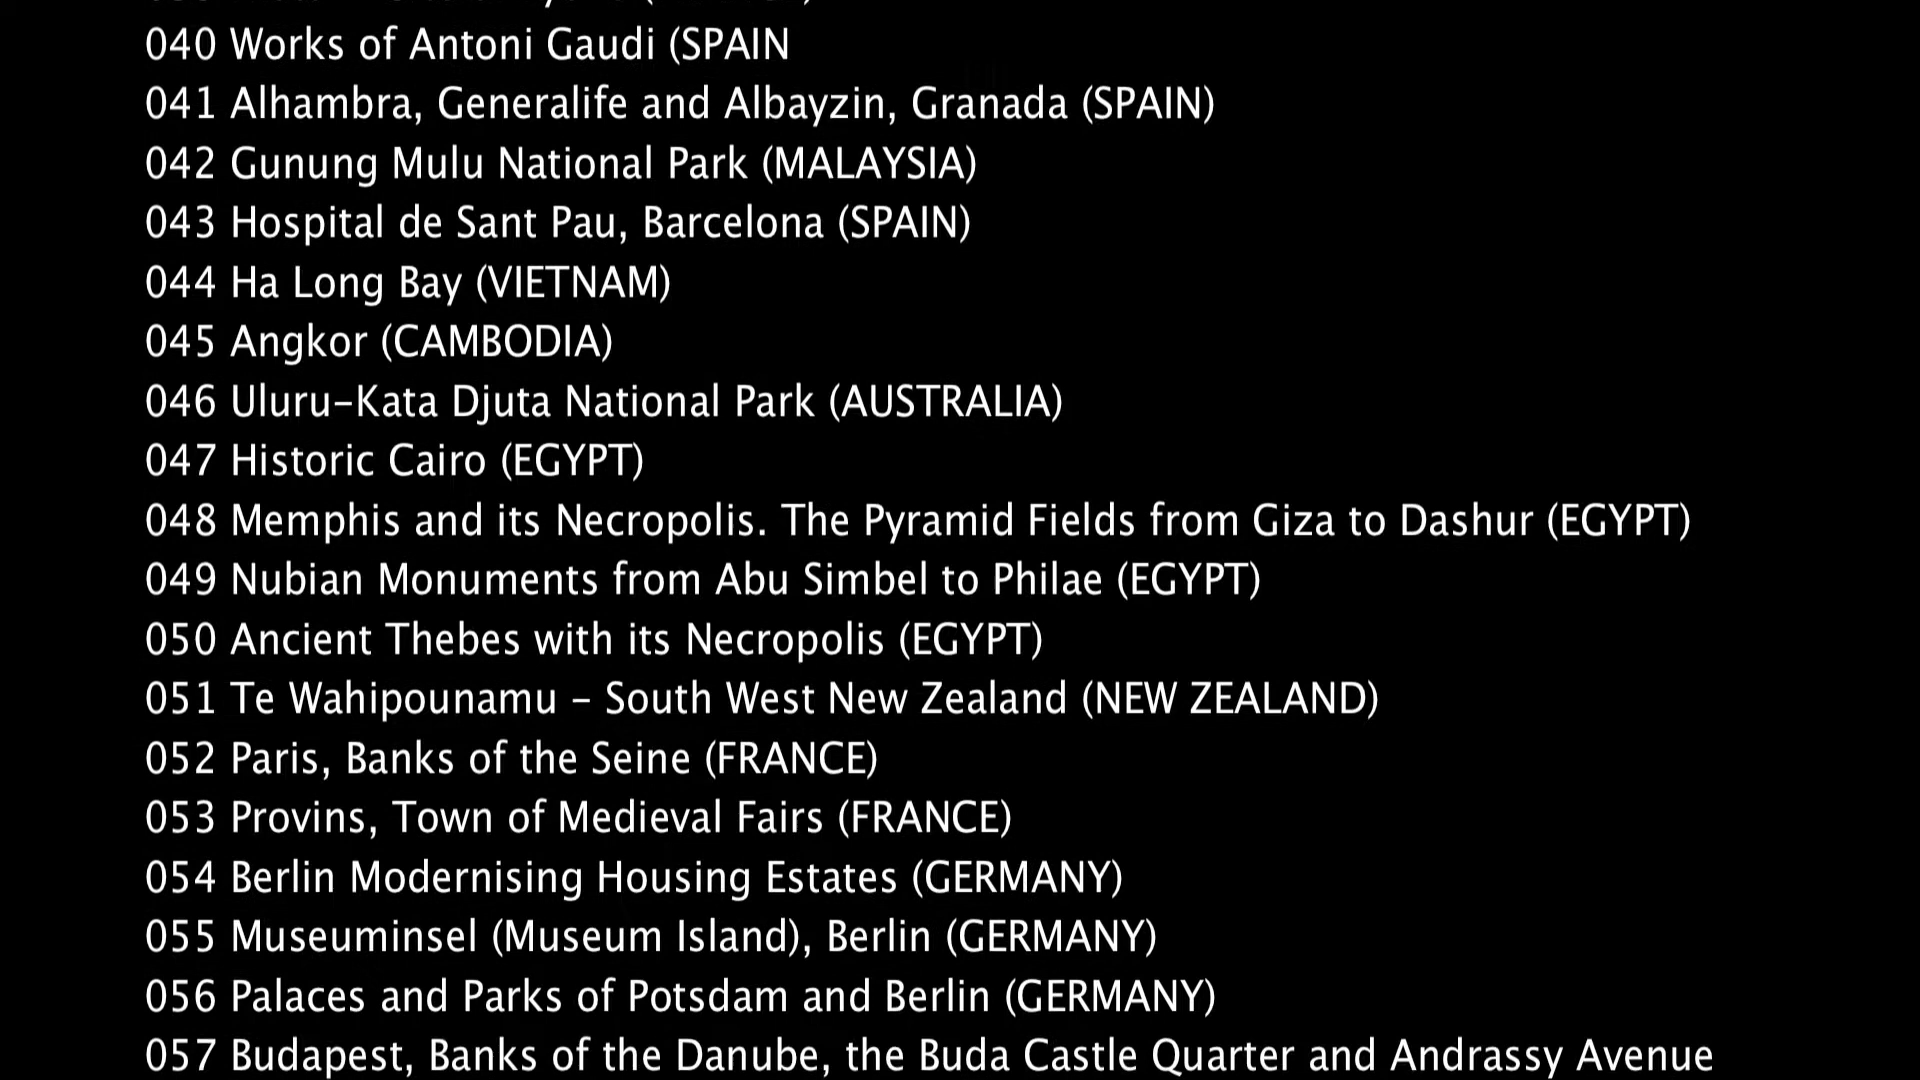 040 Works of Antoni Gaudi (SPAIN
041 Alhambra, Generalife and Albayzin, Granada (SPAIN)
042 Gunung Mulu National Park (MALAYSIA)
043 Hospital de Sant Pau, Barcelona (SPAIN)
044 Ha Long Bay (VIETNAM)
045 Angkor (CAMBODIA)
046 Uluru–Kata Djuta National Park (AUSTRALIA)
047 Historic Cairo (EGYPT)
048 Memphis and its Necropolis. The Pyramid Fields from Giza to Dashur (EGYPT)
049 Nubian Monuments from Abu Simbel to Philae (EGYPT)
050 Ancient Thebes with its Necropolis (EGYPT)
051 Te Wahipounamu – South West New Zealand (NEW ZEALAND)
052 Paris, Banks of the Seine (FRANCE)
053 Provins, Town of Medieval Fairs (FRANCE)
054 Berlin Modernising Housing Estates (GERMANY)
055 Museuminsel (Museum Island), Berlin (GERMANY)
056 Palaces and Parks of Potsdam and Berlin (GERMANY)
057 Budapest, Banks of the Danube, the Buda Castle Quarter and Andrassy Avenue